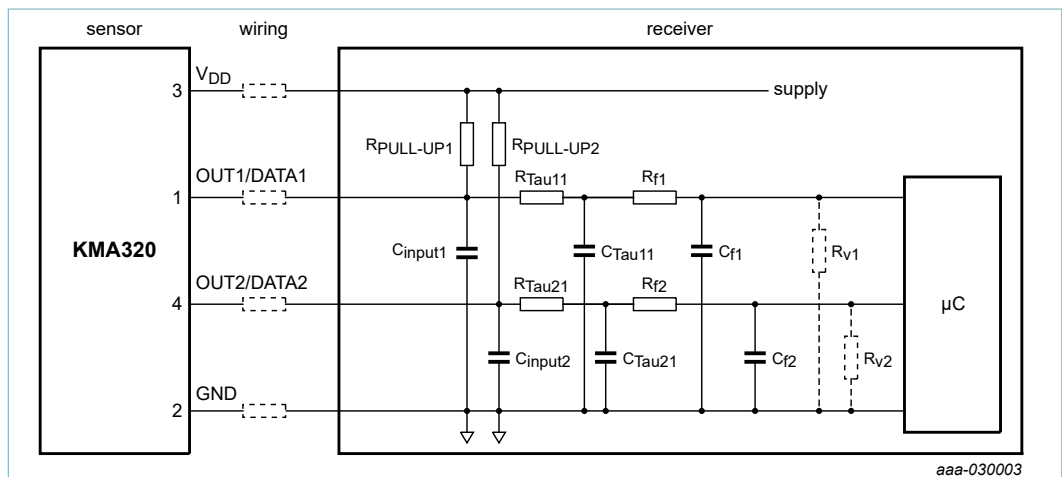 sensor wiring receiver
3 VDD supply
RPULL-UP1 RPULL-UP2
OUT1/DATA1 RTau11 Rf1
1
KMA320 Cinput1 CTau11 Cf1 Rv1
OUT2/DATA2 RTau21 Rf2
4 µC
Cinput2 CTau21 Cf2 Rv2
GND
2
aaa-030003